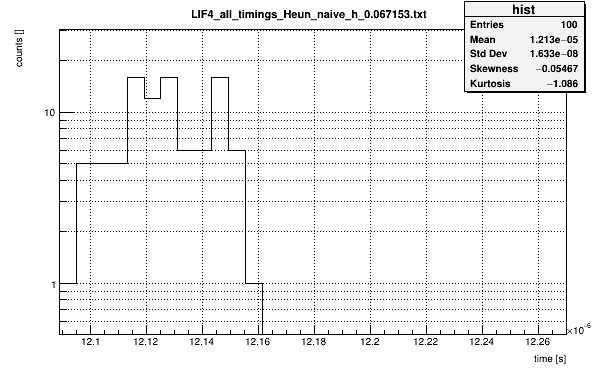 LIF4_all_timings_Heun_naive_h_0.067153.txt
hist
Entries 100
Mean 1.213e−05
Std Dev 1.633e−08
Skewness −0.05467
Kurtosis −1.086
counts []
10
1
12.1 12.12 12.14 12.16 12.18 12.2 12.22 12.24 12.26
×10−6
time [s]